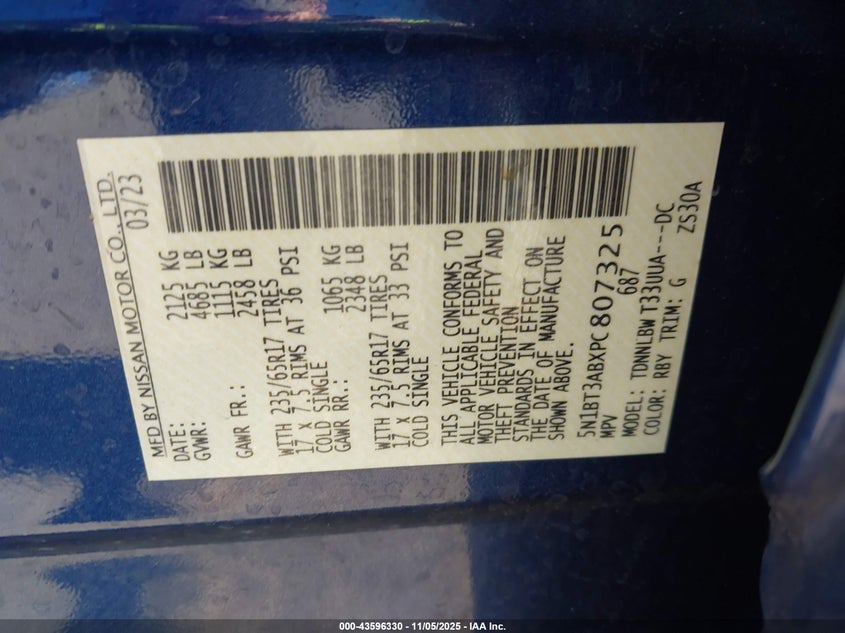 MFD BY NISSAN MOTOR CO., LTD.
DATE: 03/23
GVWR: 2125 KG
4685 LB
1115 KG
GAWR FR.: 2458 LB
WITH 235/65R17 TIRES
17 X 7.5 RIMS AT 36 PSI
COLD SINGLE
GAWR RR.: 1065 KG
2348 LB
WITH 235/65R17 TIRES
17 X 7.5 RIMS AT 33 PSI
COLD SINGLE
THIS VEHICLE CONFORMS TO
ALL APPLICABLE FEDERAL
MOTOR VEHICLE SAFETY AND
THEFT PREVENTION
STANDARDS IN EFFECT ON
THE DATE OF MANUFACTURE
SHOWN ABOVE.
5N1BT3ABXPC807325
MPV 687
MODEL: TDNNLBW T33UUA---DC
COLOR: RBY TRIM: G ZS30A
000-43596330 - 11/05/2025 - IAA Inc.